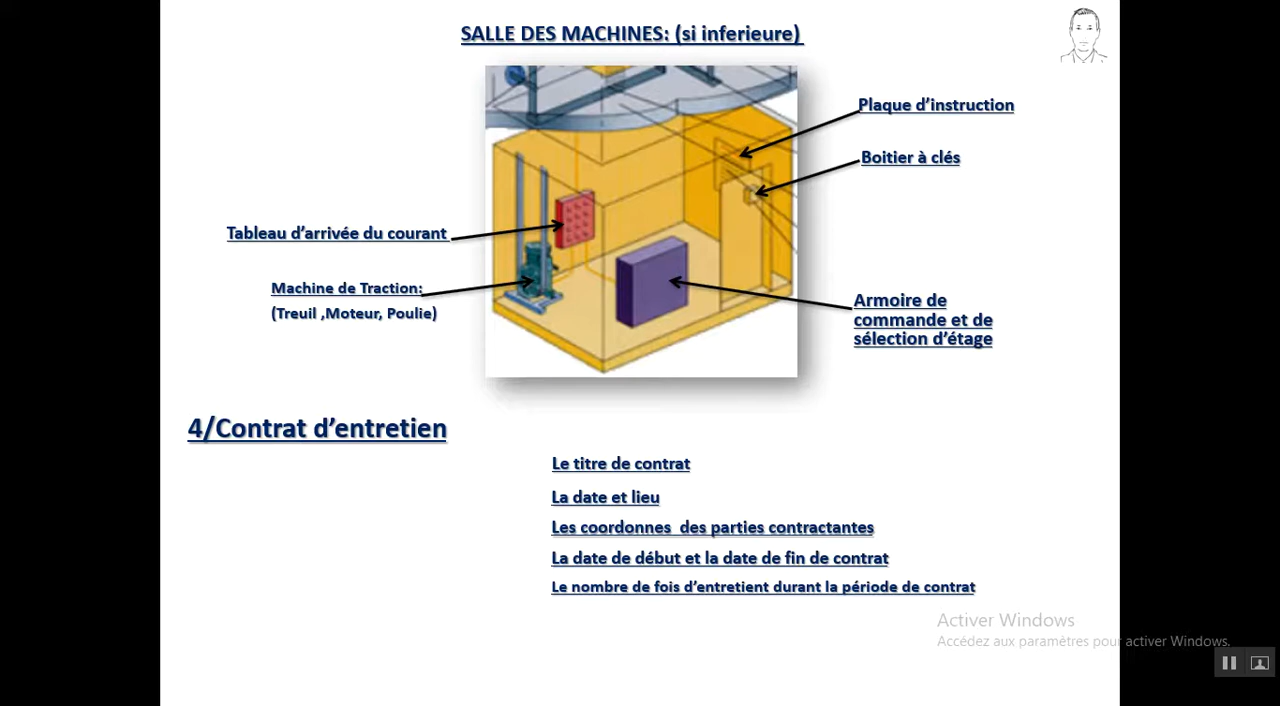 SALLE DES MACHINES: (si inferieure)
Plaque d’instruction
Boitier à clés
Tableau d’arrivée du courant
Machine de Traction:
(Treuil ,Moteur, Poulie)
Armoire de
commande et de
sélection d’étage
4/Contrat d’entretien
Le titre de contrat
La date et lieu
Les coordonnes des parties contractantes
La date de début et la date de fin de contrat
Le nombre de fois d’entretient durant la période de contrat
Activer Windows
Accédez aux paramètres pour activer Windows.